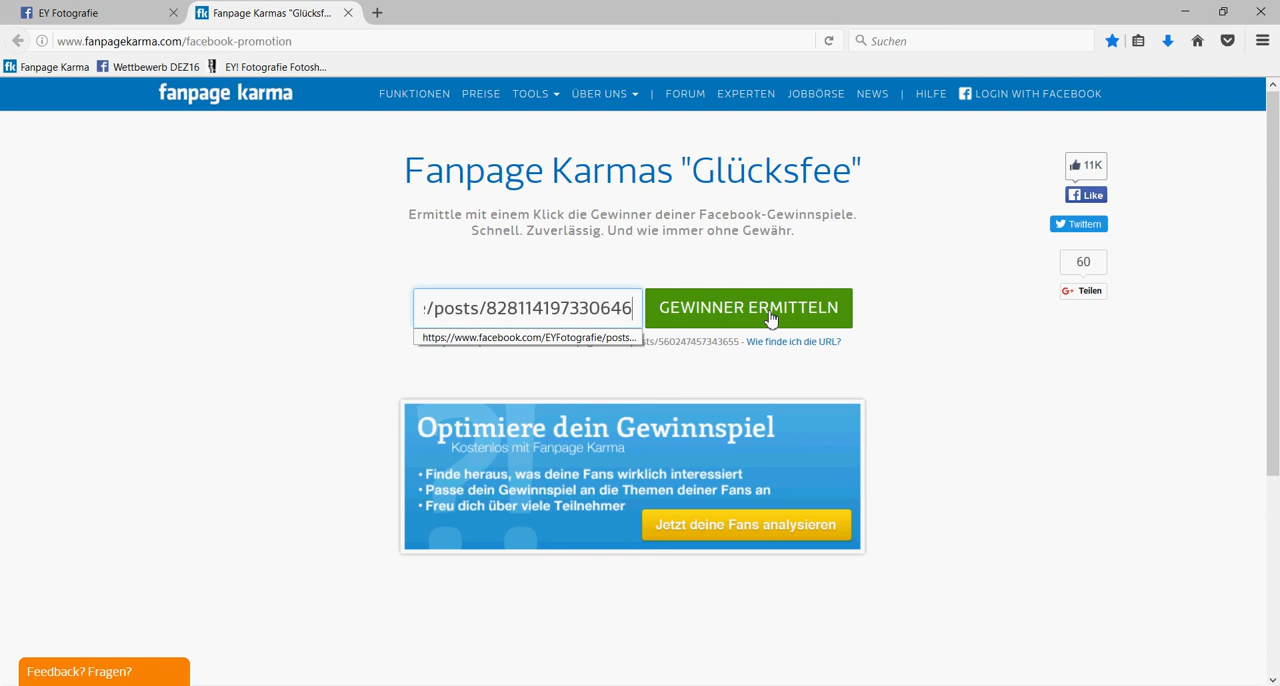 EY Fotografie
fk Fanpage Karmas "Glücksf...
www.fanpagekarma.com/facebook-promotion
Suchen
fk Fanpage Karma
Wettbewerb DEZ16
EY! Fotografie Fotosh...
fanpage karma
FUNKTIONEN PREISE TOOLS ÜBER UNS | FORUM EXPERTEN JOBBÖRSE NEWS | HILFE LOGIN WITH FACEBOOK
Fanpage Karmas "Glücksfee"
Ermittle mit einem Klick die Gewinner deiner Facebook-Gewinnspiele.
Schnell. Zuverlässig. Und wie immer ohne Gewähr.
11K
Like
Twittern
60
G+ Teilen
:/posts/828114197330646
GEWINNER ERMITTELN
https://www.facebook.com/EYFotografie/posts...
sts/560247457343655 - Wie finde ich die URL?
Optimiere dein Gewinnspiel
Kostenlos mit Fanpage Karma
• Finde heraus, was deine Fans wirklich interessiert
• Passe dein Gewinnspiel an die Themen deiner Fans an
• Freu dich über viele Teilnehmer
Jetzt deine Fans analysieren
Feedback? Fragen?